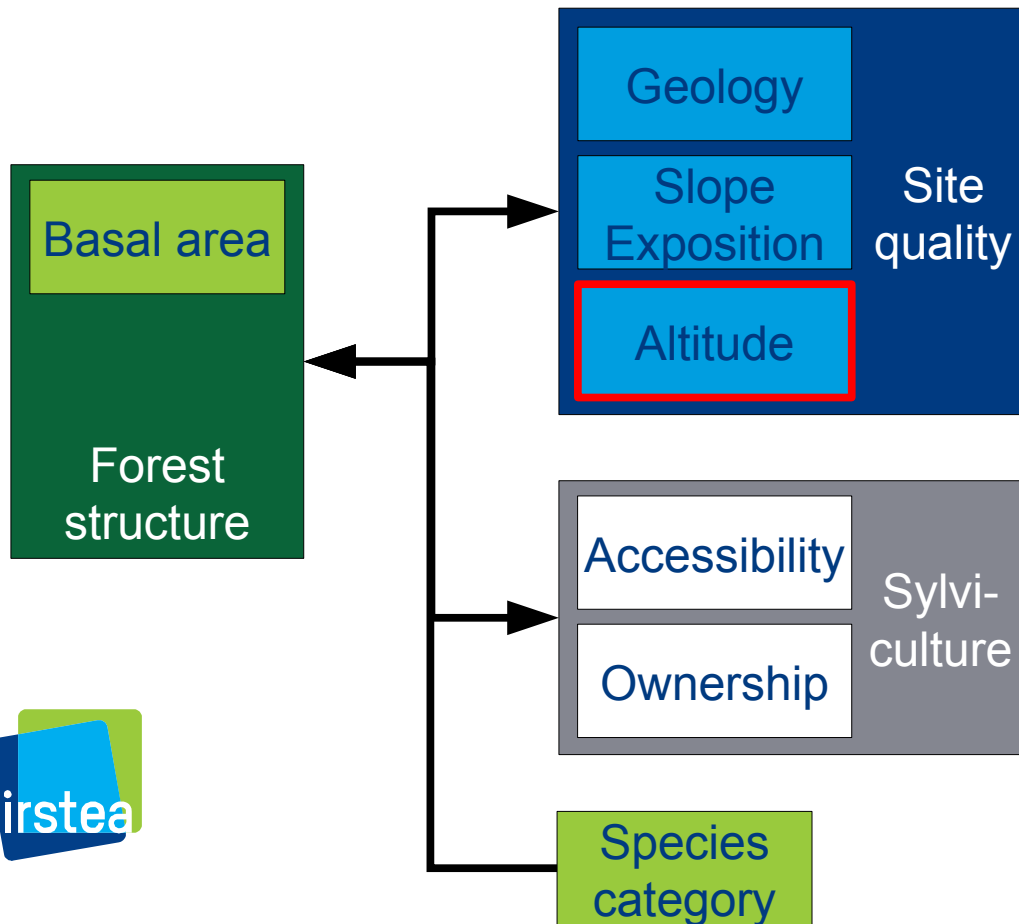 Basal area
Forest
structure
Geology
Slope
Exposition
Altitude
Site
quality
Accessibility
Ownership
Sylvi-
culture
Species
category
irstea